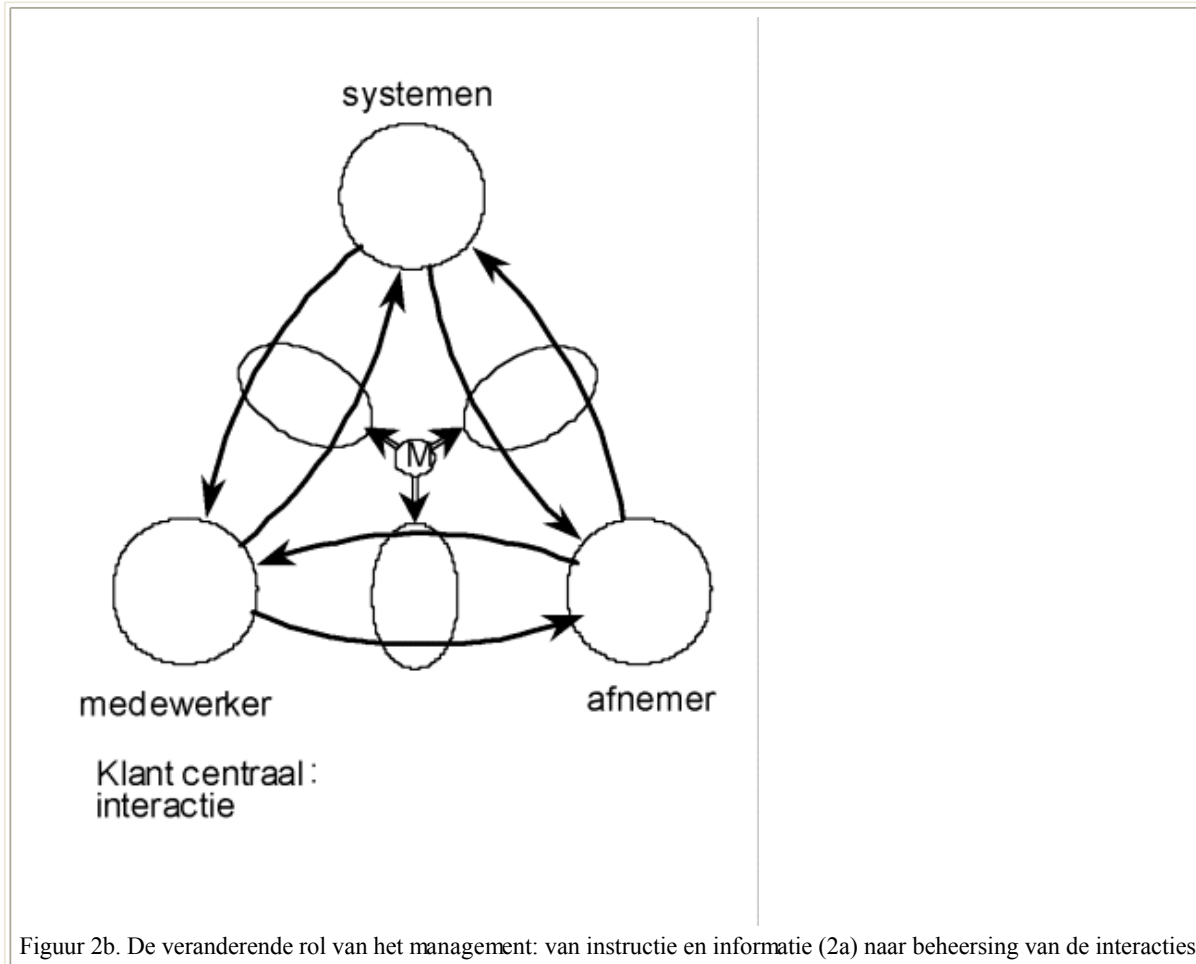 systemen
M
medewerker
afnemer
Klant centraal :
interactie
Figuur 2b. De veranderende rol van het management: van instructie en informatie (2a) naar beheersing van de interacties